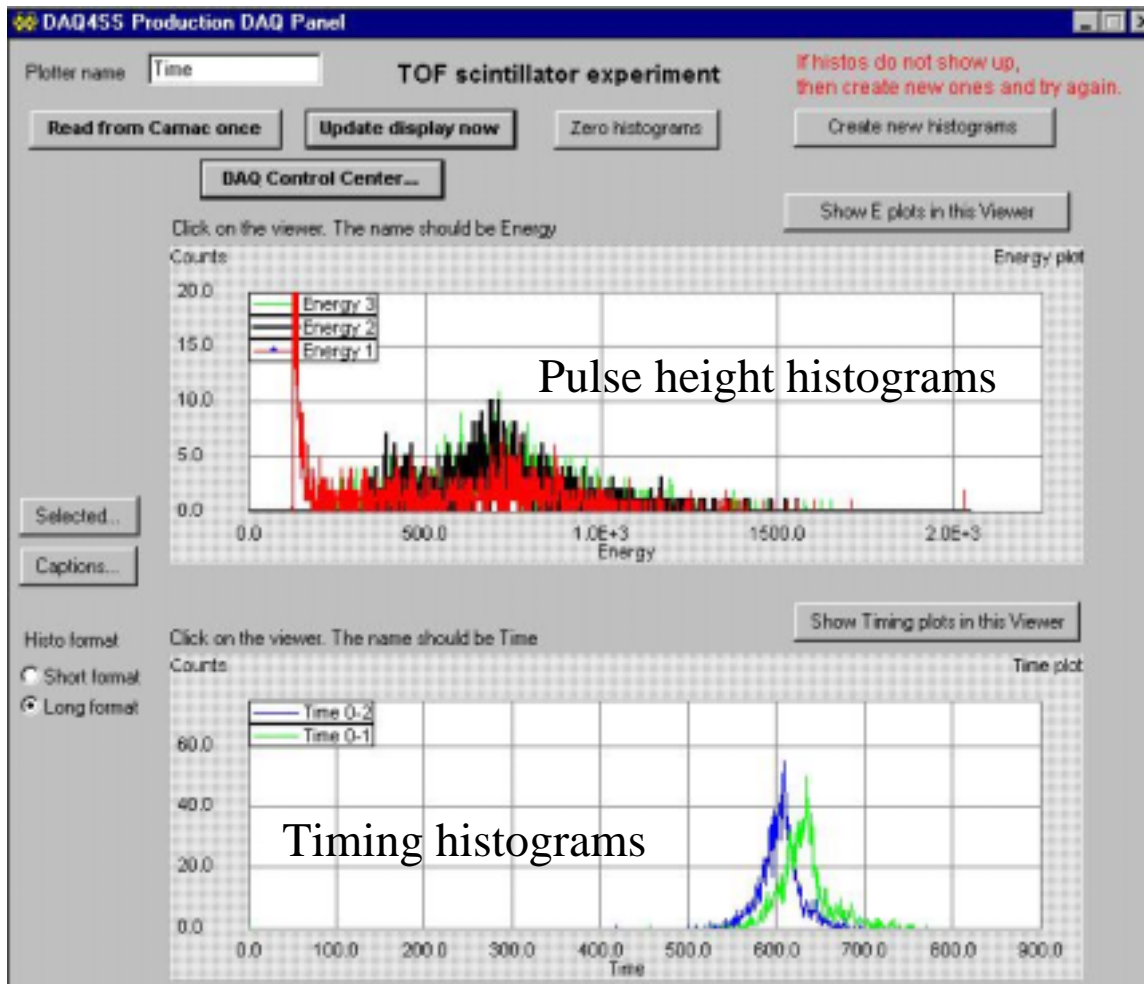 DAQ4SS Production DAQ Panel
Plotter name
Time
TOF scintillator experiment
If histos do not show up,
then create new ones and try again.
Read from Camac once
Update display now
Zero histograms
Create new histograms
DAQ Control Center...
Show E plots in this Viewer
Click on the viewer. The name should be Energy
Counts
Energy plot
20.0
15.0
10.0
5.0
0.0
Energy 3
Energy 2
Energy 1
Pulse height histograms
0.0 500.0 1.0E+3 1500.0 2.0E+3
Energy
Selected...
Captions...
Show Timing plots in this Viewer
Histo format
Short format
Long format
Click on the viewer. The name should be Time
Counts
Time plot
Time 0-2
Time 0-1
60.0
40.0
20.0
0.0
Timing histograms
0.0 100.0 200.0 300.0 400.0 500.0 600.0 700.0 800.0 900.0
Time